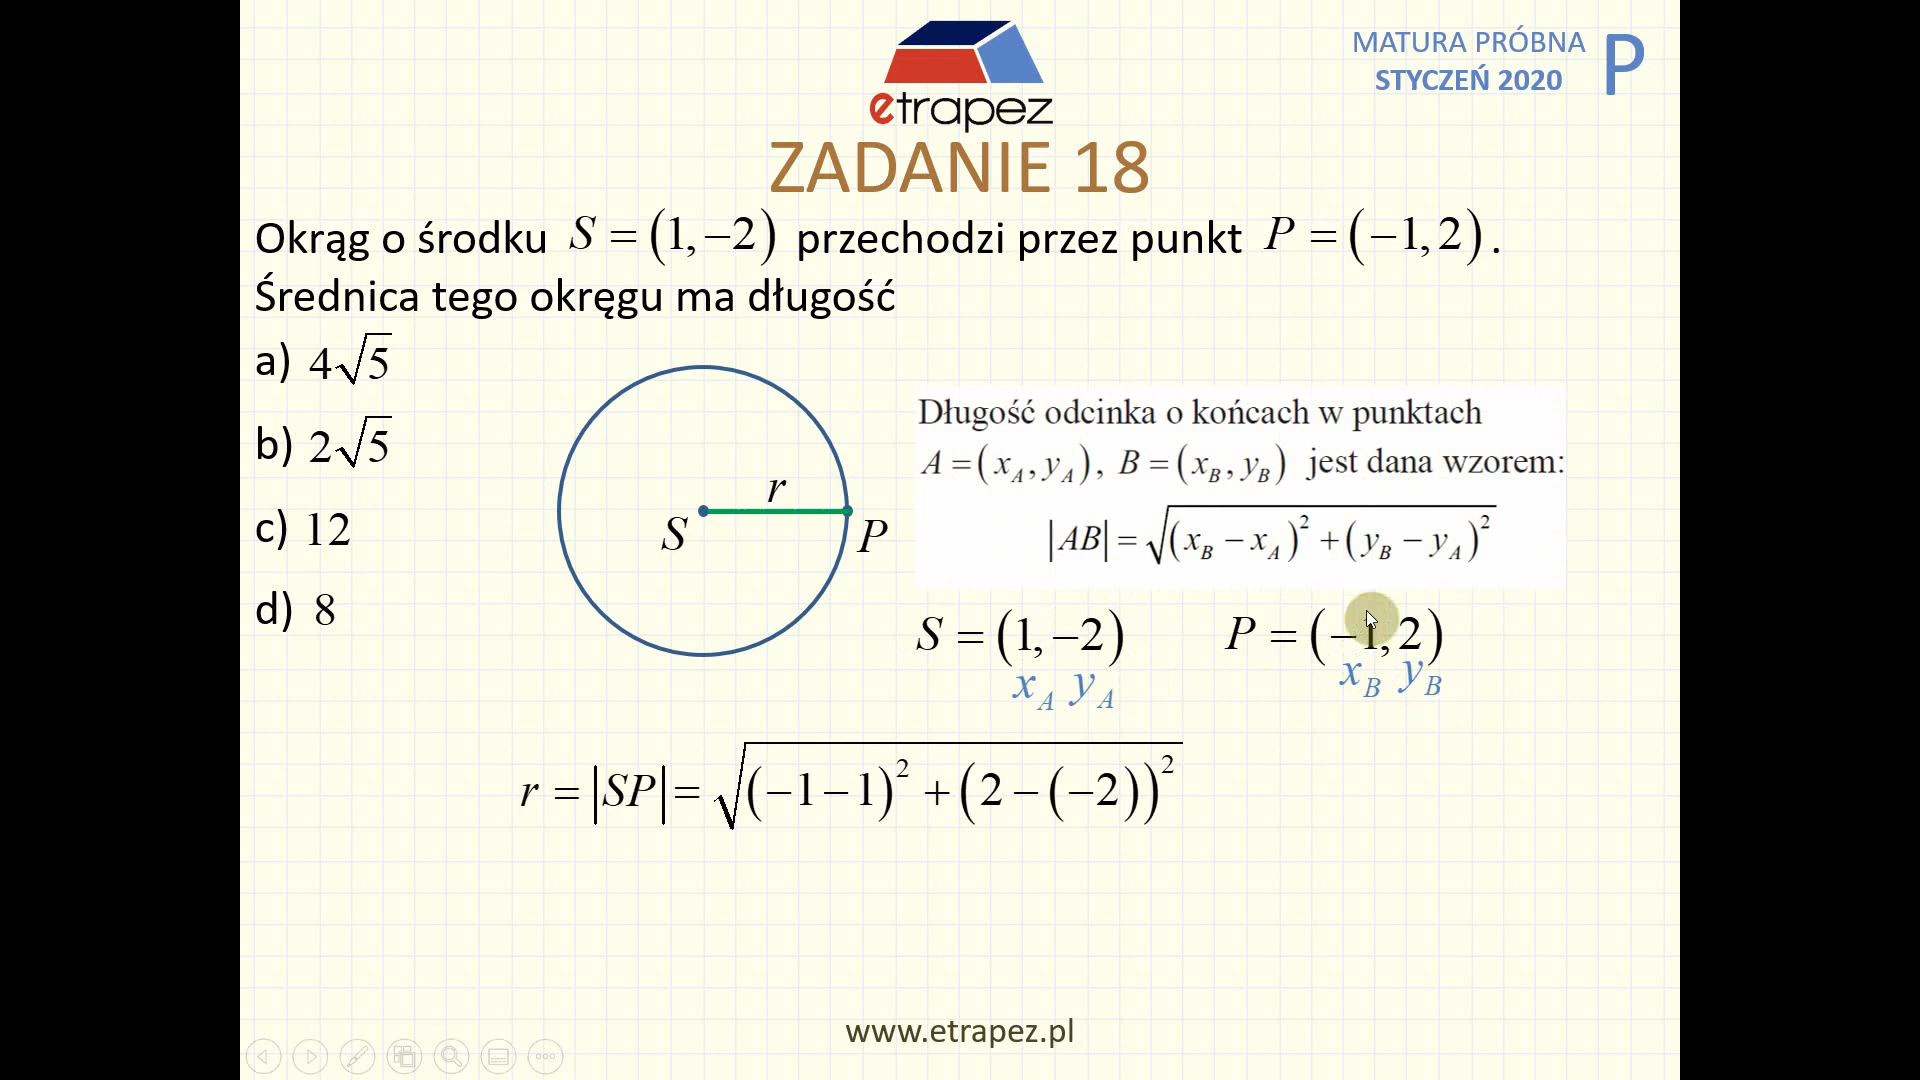 etrapez
MATURA PRÓBNA
STYCZEŃ 2020
P
ZADANIE 18
Okrąg o środku S = (1, −2) przechodzi przez punkt P = (−1, 2).
Średnica tego okręgu ma długość
a) 4√5
b) 2√5
c) 12
d) 8
r
S
P
Długość odcinka o końcach w punktach
A = (x_A, y_A), B = (x_B, y_B) jest dana wzorem:
|AB| = √((x_B − x_A)² + (y_B − y_A)²)
S = (1, −2)
x_A y_A
P = (−1, 2)
x_B y_B
r = |SP| = √((−1 − 1)² + (2 − (−2))²)
www.etrapez.pl